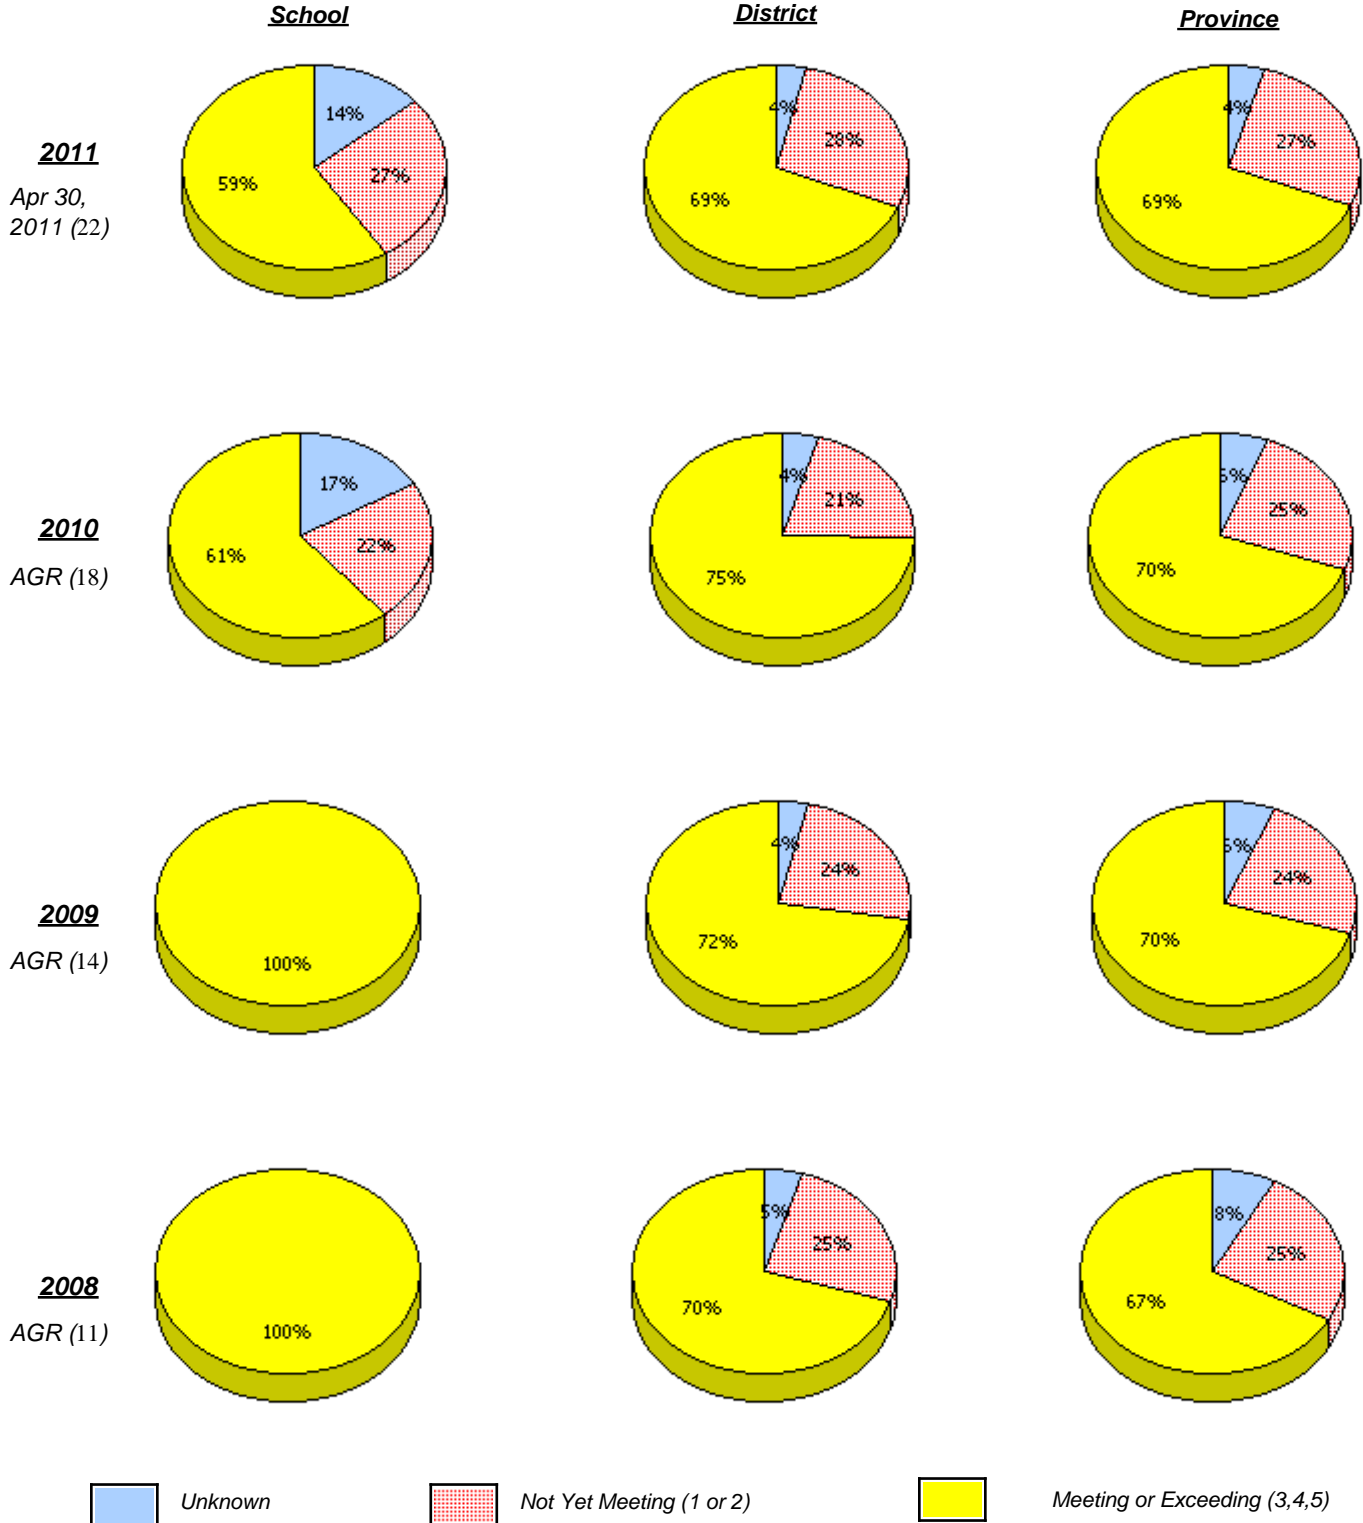 School District Province
2011
Apr 30,
2011 (22)
14% 27% 59%
4% 28% 69%
4% 27% 69%
2010
AGR (18)
17% 22% 61%
4% 21% 75%
5% 25% 70%
2009
AGR (14)
100%
4% 24% 72%
24% 70%
2008
AGR (11)
100%
5% 25% 70%
8% 25% 67%
Unknown Not Yet Meeting (1 or 2) Meeting or Exceeding (3,4,5)